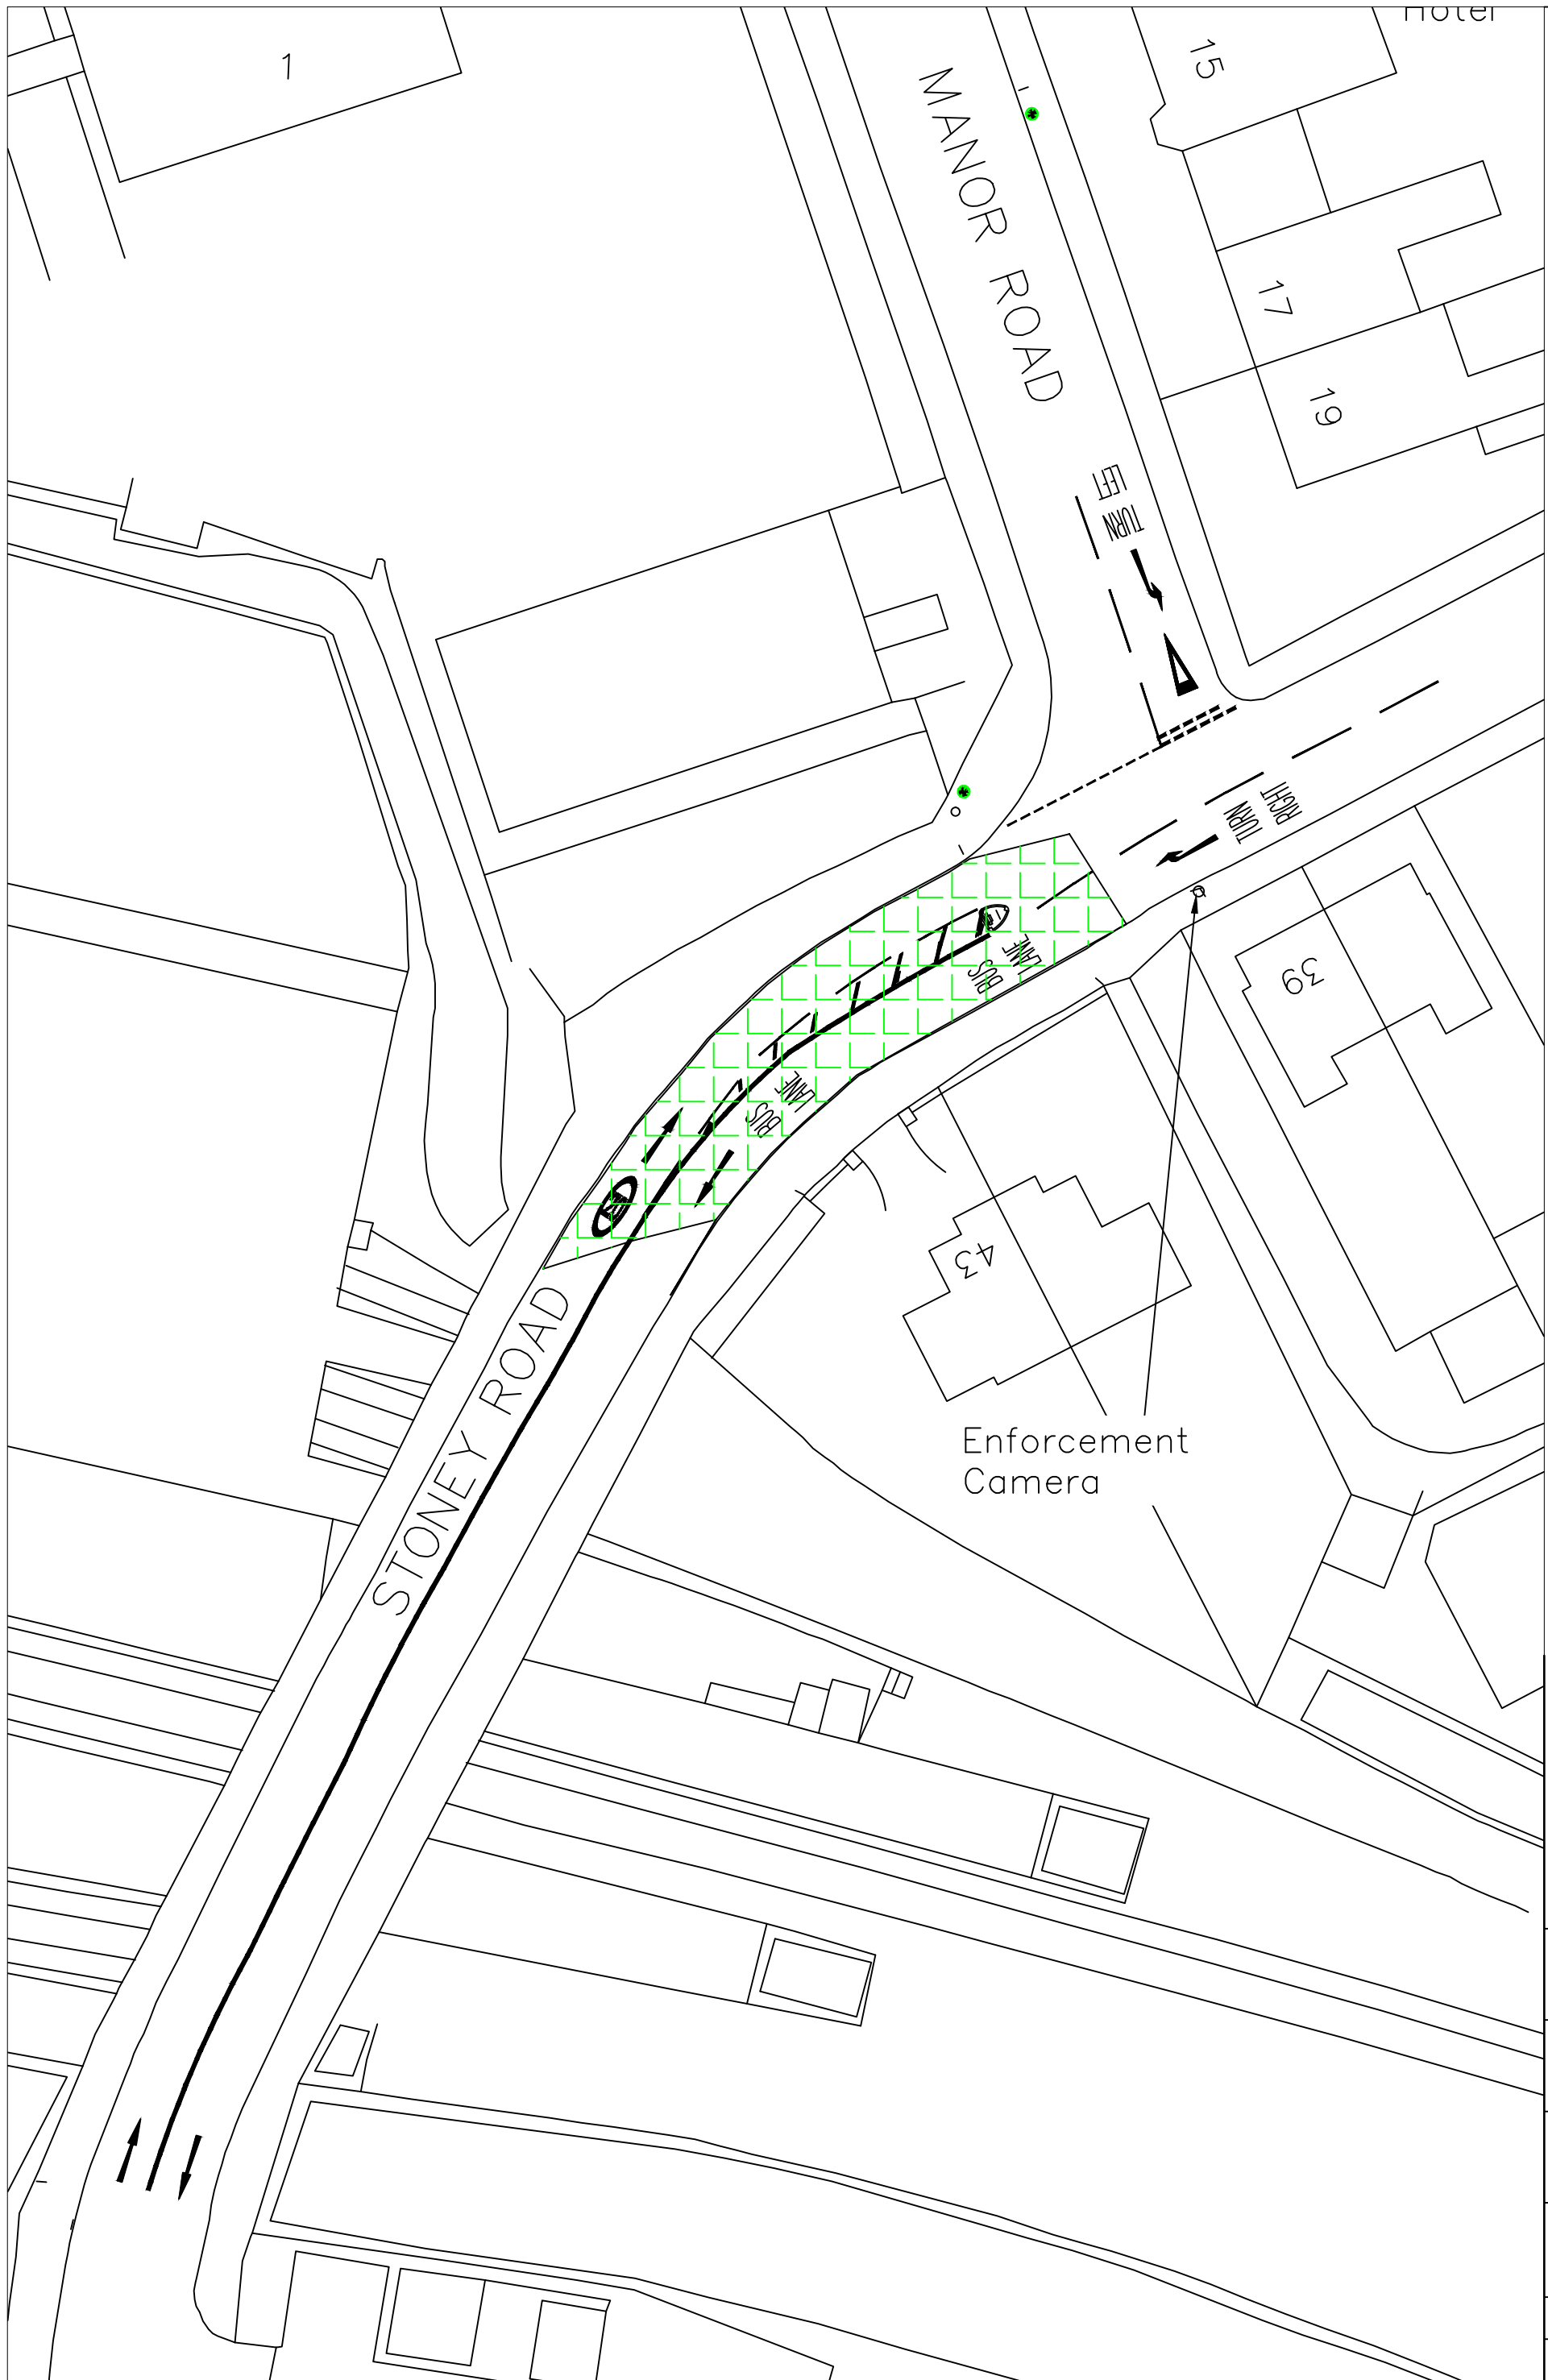 Hotel
1
15
MANOR ROAD
17
19
TURN
LEFT
TURN
RIGHT
BUS
LANE
39
BUS
LANE
43
STONEY ROAD
Enforcement
Camera